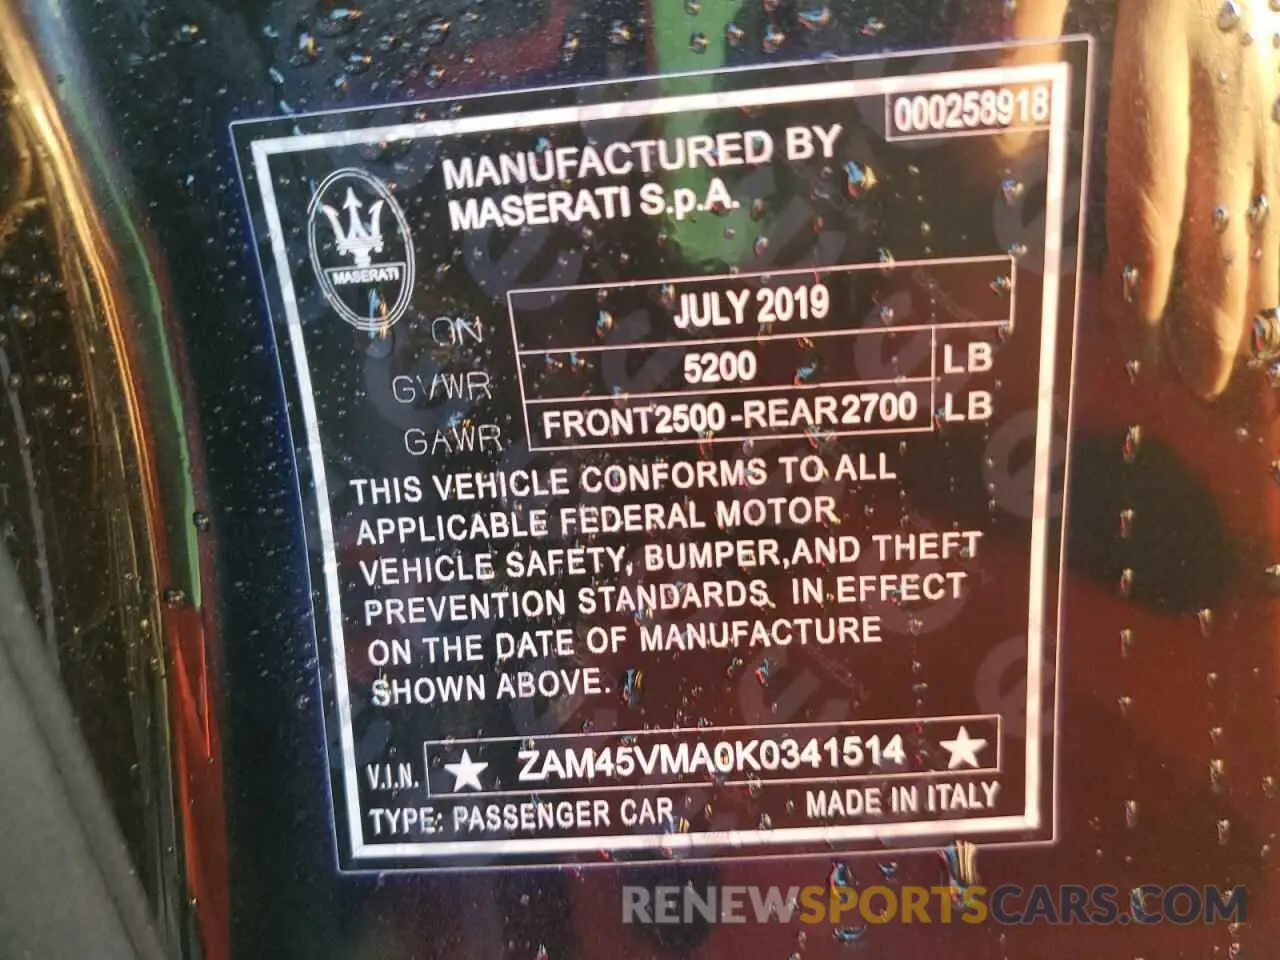 000258918
MANUFACTURED BY
MASERATI S.p.A.
MASERATI
ON JULY 2019
GVWR 5200 LB
GAWR FRONT2500-REAR2700 LB
THIS VEHICLE CONFORMS TO ALL
APPLICABLE FEDERAL MOTOR
VEHICLE SAFETY, BUMPER,AND THEFT
PREVENTION STANDARDS IN EFFECT
ON THE DATE OF MANUFACTURE
SHOWN ABOVE.
V.I.N. ★ ZAM45VMA0K0341514 ★
TYPE: PASSENGER CAR MADE IN ITALY
RENEWSPORTSCARS.COM